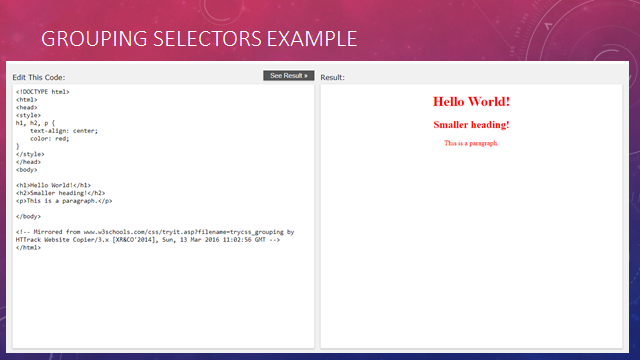 GROUPING SELECTORS EXAMPLE
Edit This Code:
See Result »
Result:
<!DOCTYPE html>
<html>
<head>
<style>
h1, h2, p {
    text-align: center;
    color: red;
}
</style>
</head>
<body>
<h1>Hello World!</h1>
<h2>Smaller heading!</h2>
<p>This is a paragraph.</p>
</body>
<!-- Mirrored from www.w3schools.com/css/tryit.asp?filename=trycss_grouping by
HTTrack Website Copier/3.x [XR&CO'2014], Sun, 13 Mar 2016 11:02:56 GMT -->
</html>
Hello World!
Smaller heading!
This is a paragraph.